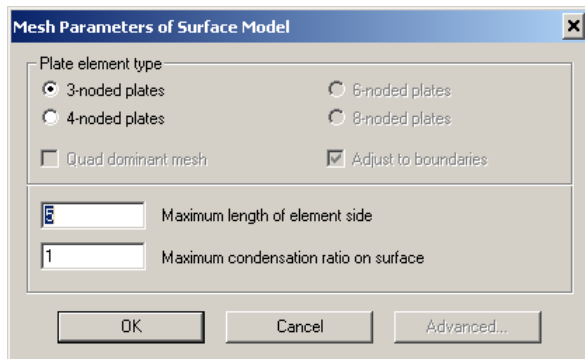 Mesh Parameters of Surface Model
Plate element type
3-noded plates 6-noded plates
4-noded plates 8-noded plates
Quad dominant mesh Adjust to boundaries
5 Maximum length of element side
1 Maximum condensation ratio on surface
OK Cancel Advanced...